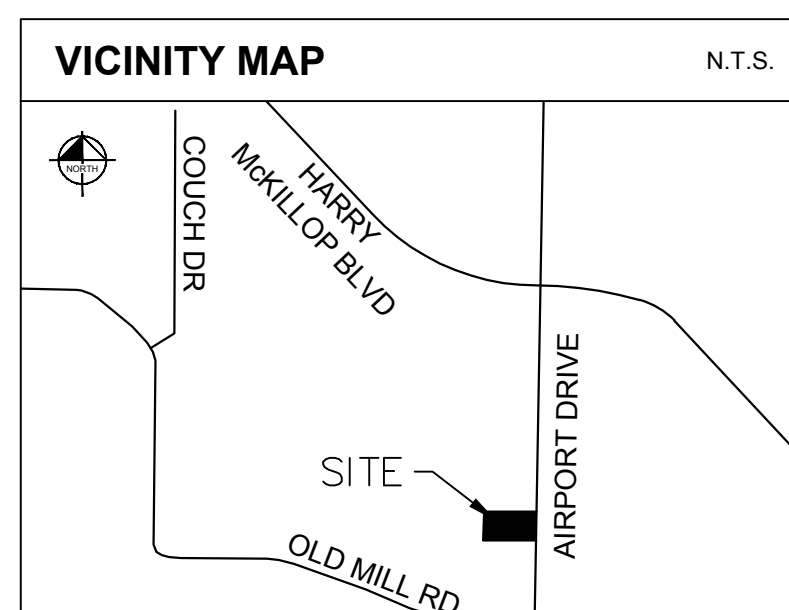 VICINITY MAP
N.T.S.
NORTH
COUCH DR
HARRY
McKILLOP BLVD
AIRPORT DRIVE
SITE
OLD MILL RD